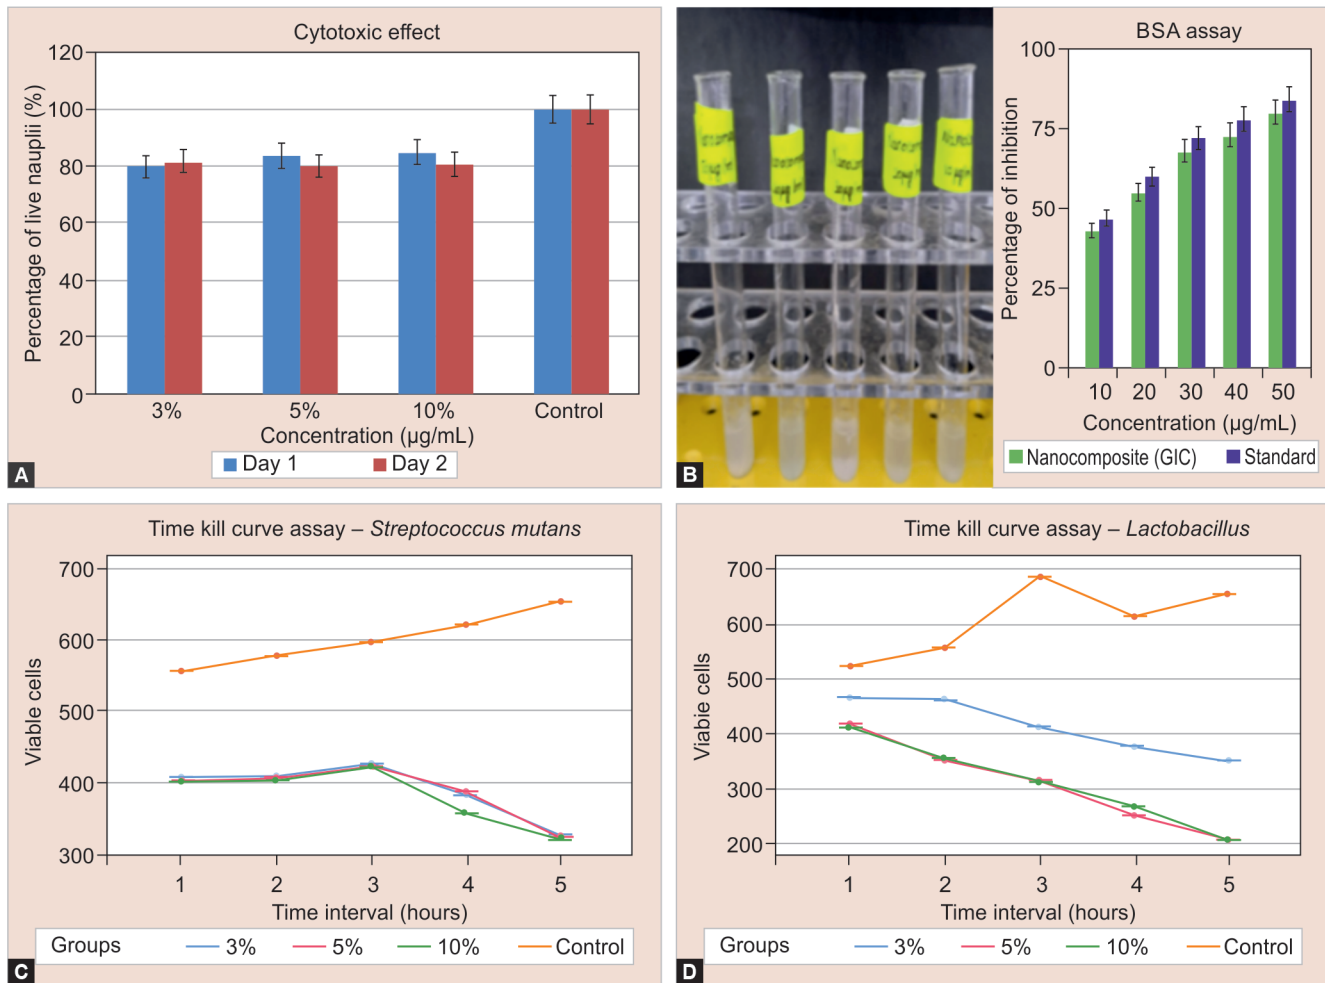 Cytotoxic effect
Percentage of live nauplii (%)
120
100
80
60
40
20
0
3% 5% 10% Control
Concentration (µg/mL)
Day 1 Day 2
A
B
BSA assay
Percentage of inhibition
100
75
50
25
0
10 20 30 40 50
Concentration (µg/mL)
Nanocomposite (GIC) Standard
Time kill curve assay – Streptococcus mutans
Viable cells
700
600
500
400
300
1 2 3 4 5
Time interval (hours)
Groups 3% 5% 10% Control
C
Time kill curve assay – Lactobacillus
Viabie cells
700
600
500
400
300
200
1 2 3 4 5
Time interval (hours)
Groups 3% 5% 10% Control
D